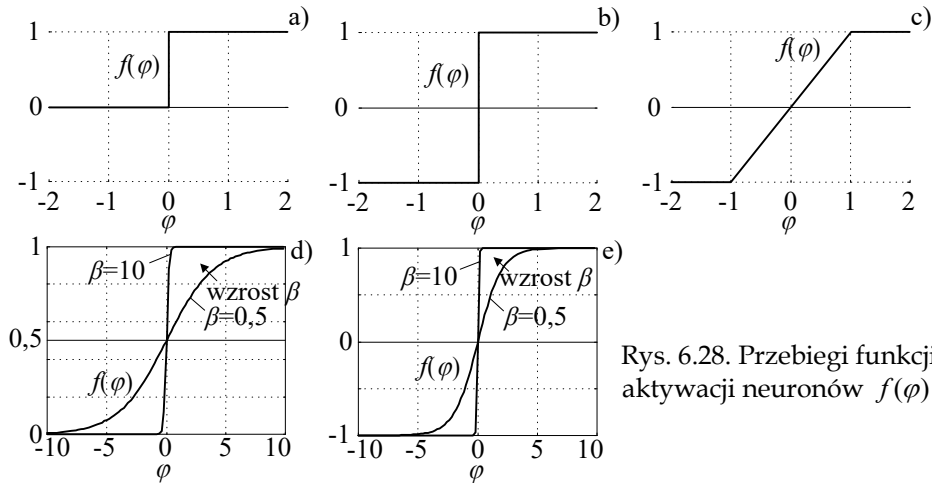 a)
1
f(φ)
0
-1
-2 -1 0 1 2
φ
b)
1
f(φ)
0
-1
-2 -1 0 1 2
φ
c)
1
f(φ)
0
-1
-2 -1 0 1 2
φ
d)
1
β=10
wzrost β
β=0,5
0,5
f(φ)
0
-10 -5 0 5 10
φ
e)
1
β=10
wzrost β
β=0,5
0
f(φ)
-1
-10 -5 0 5 10
φ
Rys. 6.28. Przebiegi funkcji
aktywacji neuronów f(φ)